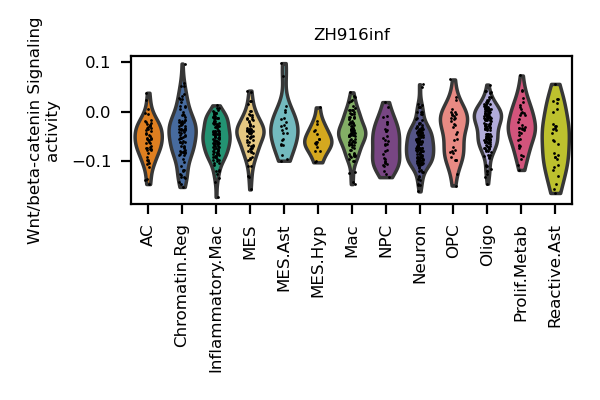 ZH916inf
Wnt/beta-catenin Signaling
activity
0.1
0.0
−0.1
AC
Chromatin.Reg
Inflammatory.Mac
MES
MES.Ast
MES.Hyp
Mac
NPC
Neuron
OPC
Oligo
Prolif.Metab
Reactive.Ast